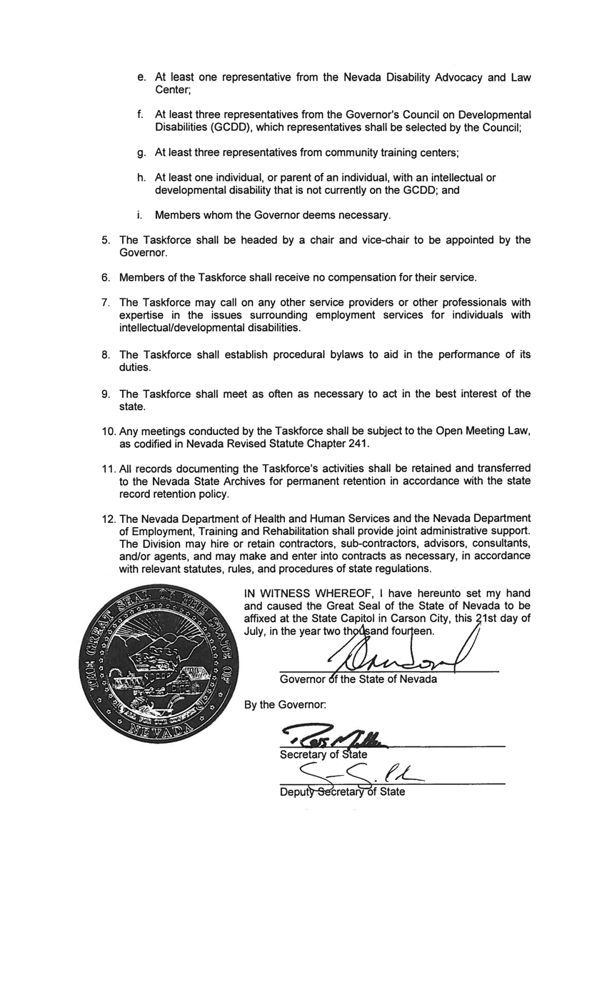 e. At least one representative from the Nevada Disability Advocacy and Law
Center;
f. At least three representatives from the Governor's Council on Developmental
Disabilities (GCDD), which representatives shall be selected by the Council;
g. At least three representatives from community training centers;
h. At least one individual, or parent of an individual, with an intellectual or
developmental disability that is not currently on the GCDD; and
i. Members whom the Governor deems necessary.
5. The Taskforce shall be headed by a chair and vice-chair to be appointed by the
Governor.
6. Members of the Taskforce shall receive no compensation for their service.
7. The Taskforce may call on any other service providers or other professionals with
expertise in the issues surrounding employment services for individuals with
intellectual/developmental disabilities.
8. The Taskforce shall establish procedural bylaws to aid in the performance of its
duties.
9. The Taskforce shall meet as often as necessary to act in the best interest of the
state.
10. Any meetings conducted by the Taskforce shall be subject to the Open Meeting Law,
as codified in Nevada Revised Statute Chapter 241.
11. All records documenting the Taskforce's activities shall be retained and transferred
to the Nevada State Archives for permanent retention in accordance with the state
record retention policy.
12. The Nevada Department of Health and Human Services and the Nevada Department
of Employment, Training and Rehabilitation shall provide joint administrative support.
The Division may hire or retain contractors, sub-contractors, advisors, consultants,
and/or agents, and may make and enter into contracts as necessary, in accordance
with relevant statutes, rules, and procedures of state regulations.
THE GREAT SEAL OF THE STATE OF
ALL FOR OUR COUNTRY
NEVADA
IN WITNESS WHEREOF, I have hereunto set my hand
and caused the Great Seal of the State of Nevada to be
affixed at the State Capitol in Carson City, this 21st day of
July, in the year two thousand fourteen.
Governor of the State of Nevada
By the Governor:
Ross Miller
Secretary of State
Deputy Secretary of State